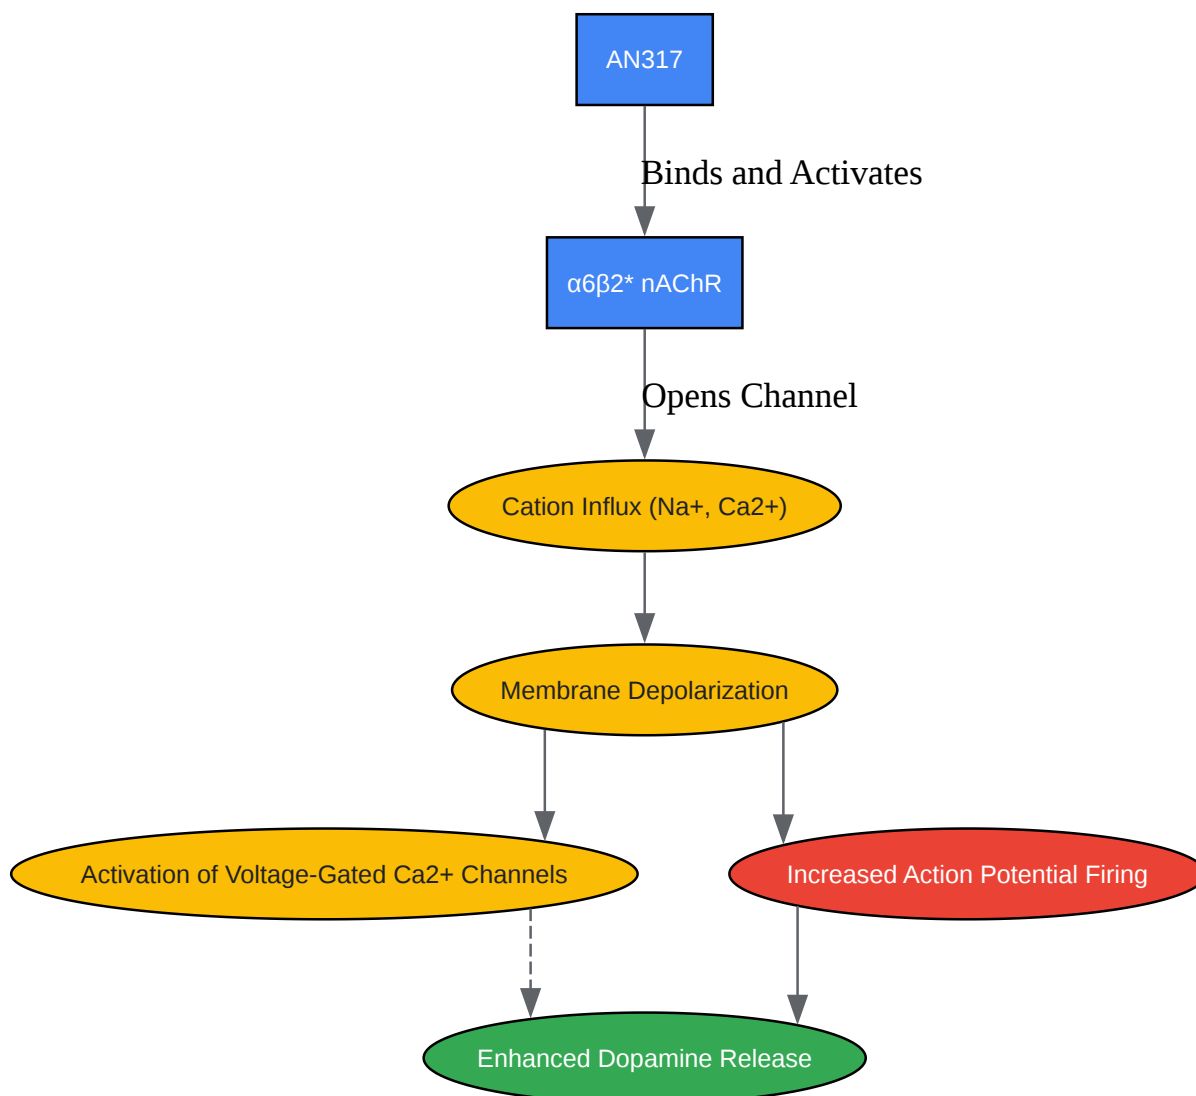 AN317
Binds and Activates
α6β2* nAChR
Opens Channel
Cation Influx (Na+, Ca2+)
Membrane Depolarization
Activation of Voltage-Gated Ca2+ Channels
Increased Action Potential Firing
Enhanced Dopamine Release